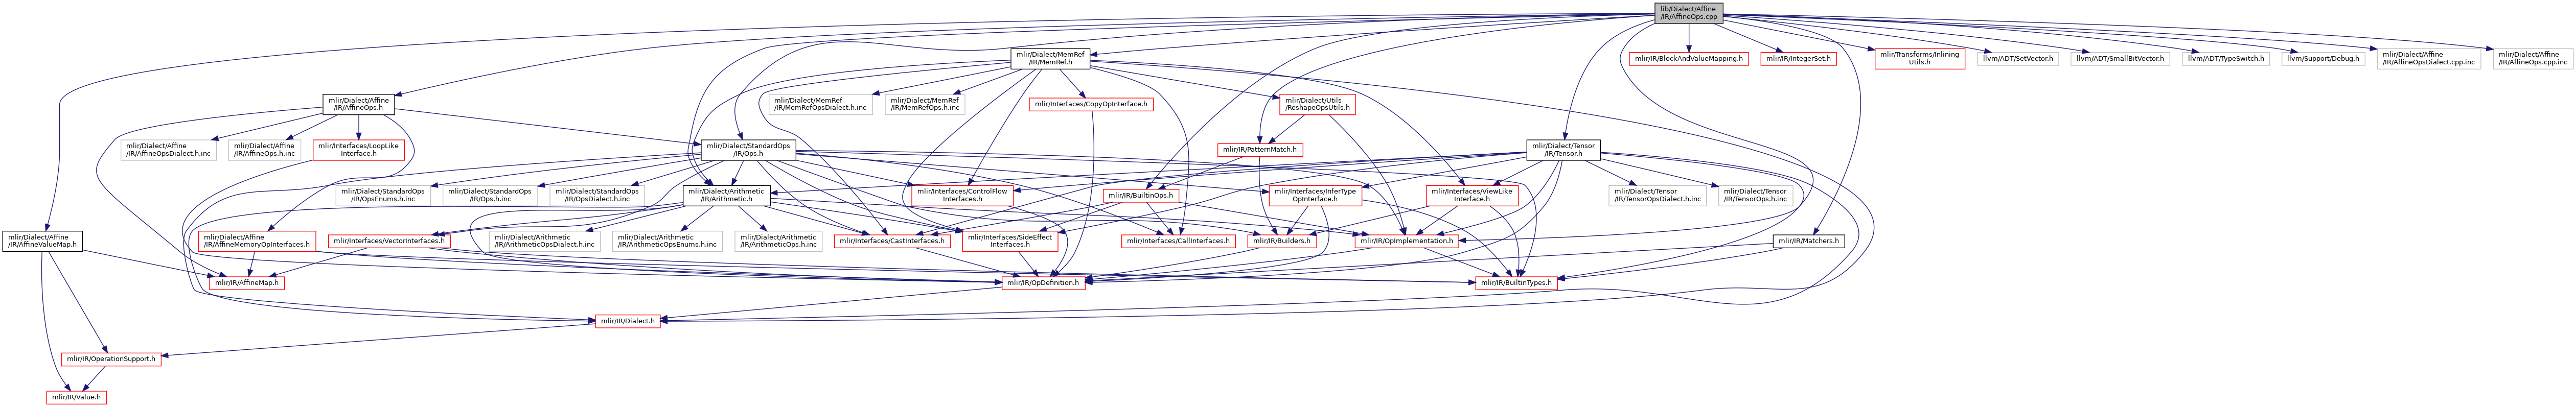 lib/Dialect/Affine
/IR/AffineOps.cpp
mlir/Dialect/MemRef
/IR/MemRef.h
mlir/IR/BlockAndValueMapping.h
mlir/IR/IntegerSet.h
mlir/Transforms/Inlining
Utils.h
llvm/ADT/SetVector.h
llvm/ADT/SmallBitVector.h
llvm/ADT/TypeSwitch.h
llvm/Support/Debug.h
mlir/Dialect/Affine
/IR/AffineOpsDialect.cpp.inc
mlir/Dialect/Affine
/IR/AffineOps.cpp.inc
mlir/Dialect/Affine
/IR/AffineOps.h
mlir/Dialect/MemRef
/IR/MemRefOpsDialect.h.inc
mlir/Dialect/MemRef
/IR/MemRefOps.h.inc
mlir/Interfaces/CopyOpInterface.h
mlir/Dialect/Utils
/ReshapeOpsUtils.h
mlir/Dialect/Affine
/IR/AffineOpsDialect.h.inc
mlir/Dialect/Affine
/IR/AffineOps.h.inc
mlir/Interfaces/LoopLike
Interface.h
mlir/Dialect/StandardOps
/IR/Ops.h
mlir/IR/PatternMatch.h
mlir/Dialect/Tensor
/IR/Tensor.h
mlir/Dialect/StandardOps
/IR/OpsEnums.h.inc
mlir/Dialect/StandardOps
/IR/Ops.h.inc
mlir/Dialect/StandardOps
/IR/OpsDialect.h.inc
mlir/Dialect/Arithmetic
/IR/Arithmetic.h
mlir/Interfaces/ControlFlow
Interfaces.h
mlir/IR/BuiltinOps.h
mlir/Interfaces/InferType
OpInterface.h
mlir/Interfaces/ViewLike
Interface.h
mlir/Dialect/Tensor
/IR/TensorOpsDialect.h.inc
mlir/Dialect/Tensor
/IR/TensorOps.h.inc
mlir/Dialect/Affine
/IR/AffineValueMap.h
mlir/Dialect/Affine
/IR/AffineMemoryOpInterfaces.h
mlir/Interfaces/VectorInterfaces.h
mlir/Dialect/Arithmetic
/IR/ArithmeticOpsDialect.h.inc
mlir/Dialect/Arithmetic
/IR/ArithmeticOpsEnums.h.inc
mlir/Dialect/Arithmetic
/IR/ArithmeticOps.h.inc
mlir/Interfaces/CastInterfaces.h
mlir/Interfaces/SideEffect
Interfaces.h
mlir/Interfaces/CallInterfaces.h
mlir/IR/Builders.h
mlir/IR/OpImplementation.h
mlir/IR/Matchers.h
mlir/IR/AffineMap.h
mlir/IR/OpDefinition.h
mlir/IR/BuiltinTypes.h
mlir/IR/Dialect.h
mlir/IR/OperationSupport.h
mlir/IR/Value.h